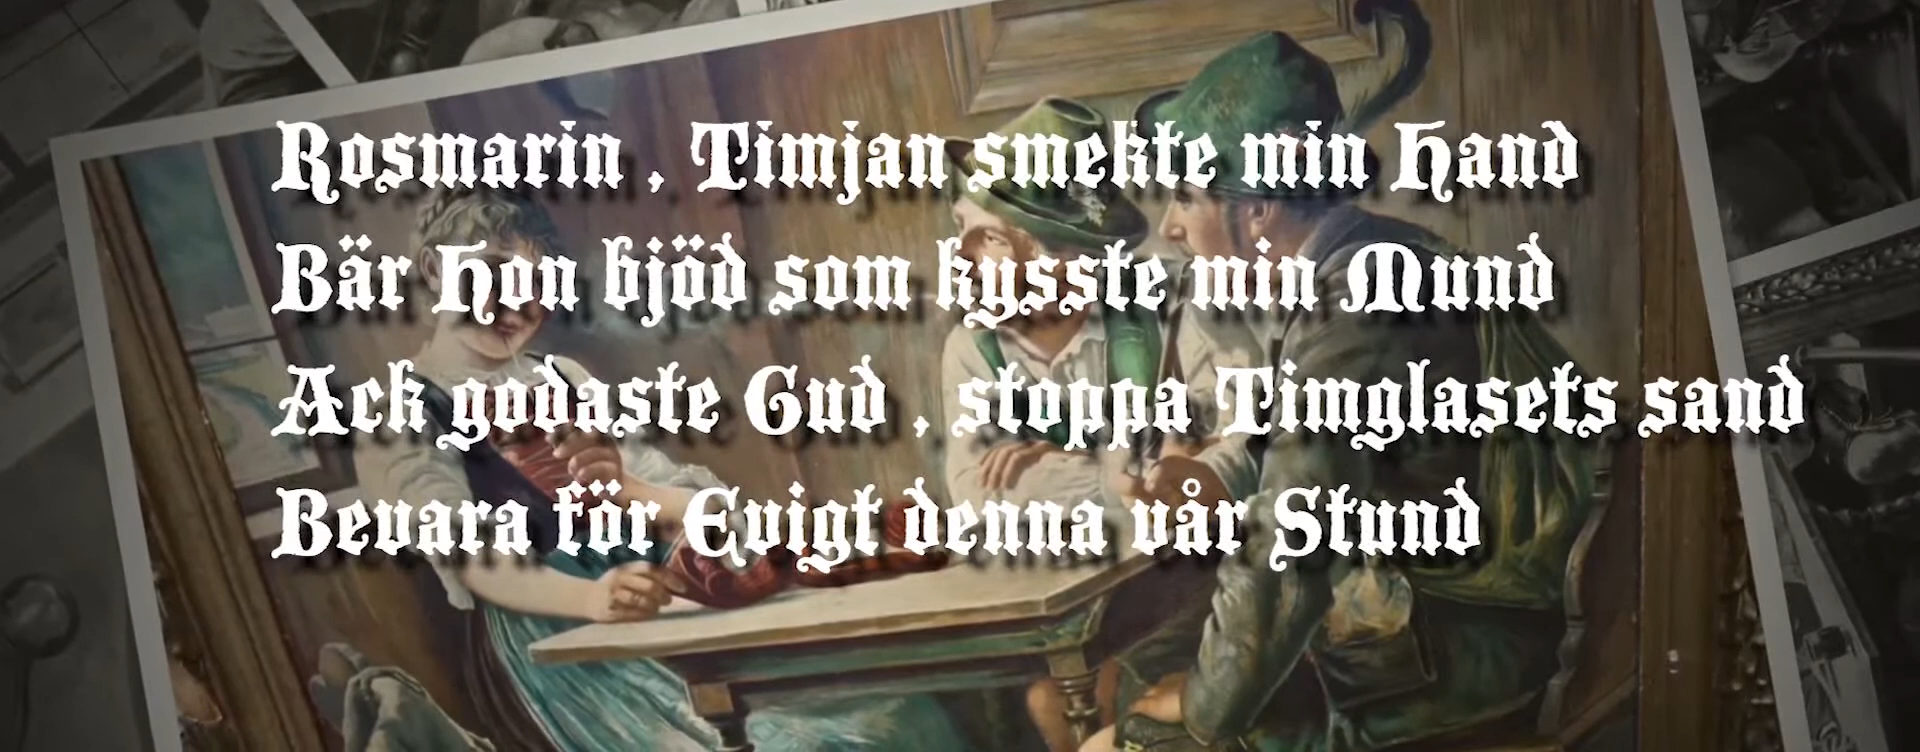 Rosmarin , Timjan smekte min Hand
Bär Hon bjöd som kysste min Mund
Ack godaste Gud , stoppa Timglasets sand
Bevara för Evigt denna vår Stund